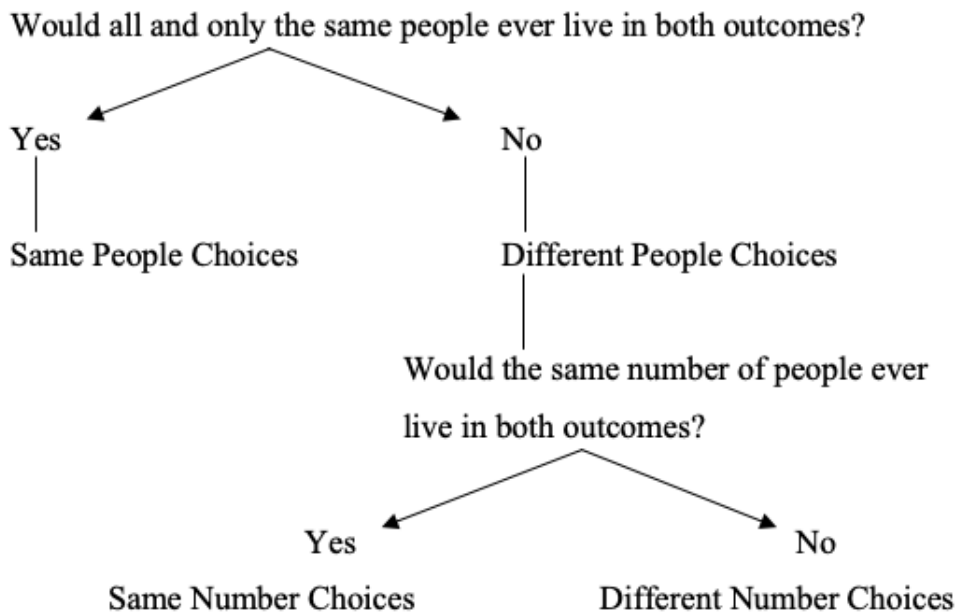 Would all and only the same people ever live in both outcomes?
Yes
No
Same People Choices
Different People Choices
Would the same number of people ever
live in both outcomes?
Yes
No
Same Number Choices
Different Number Choices